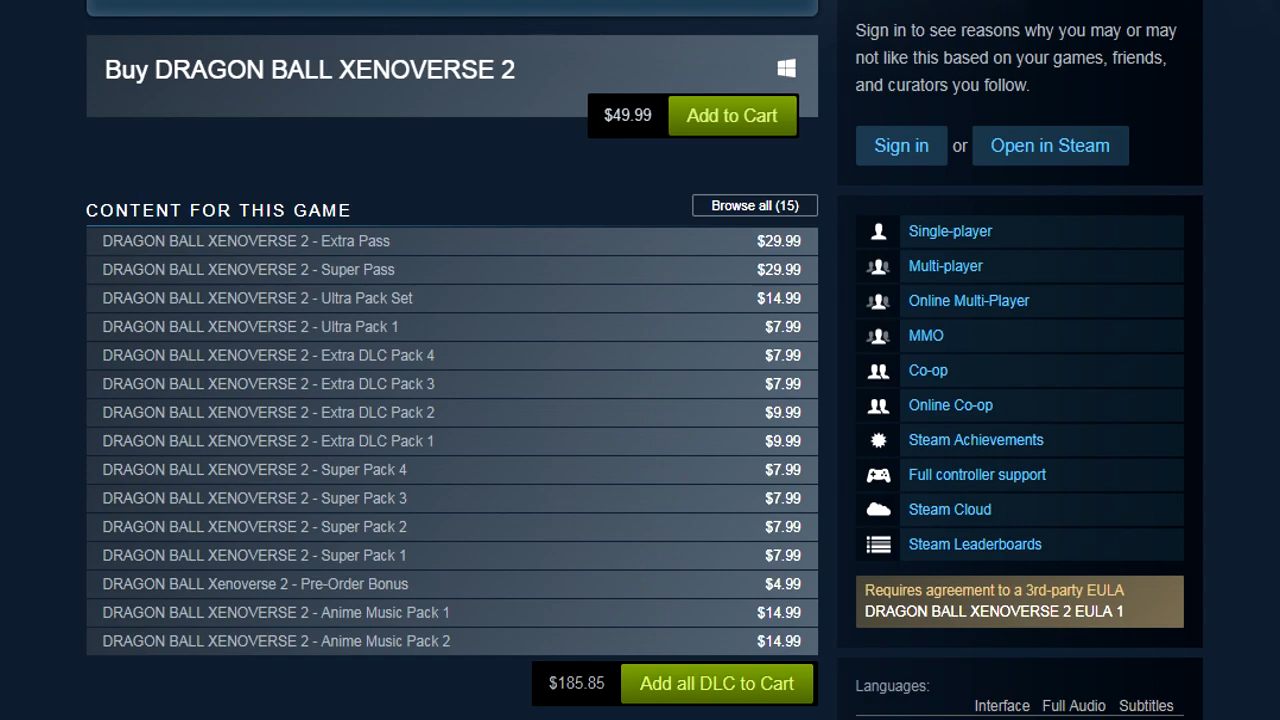 Buy DRAGON BALL XENOVERSE 2
$49.99 Add to Cart
CONTENT FOR THIS GAME Browse all (15)
DRAGON BALL XENOVERSE 2 - Extra Pass $29.99
DRAGON BALL XENOVERSE 2 - Super Pass $29.99
DRAGON BALL XENOVERSE 2 - Ultra Pack Set $14.99
DRAGON BALL XENOVERSE 2 - Ultra Pack 1 $7.99
DRAGON BALL XENOVERSE 2 - Extra DLC Pack 4 $7.99
DRAGON BALL XENOVERSE 2 - Extra DLC Pack 3 $7.99
DRAGON BALL XENOVERSE 2 - Extra DLC Pack 2 $9.99
DRAGON BALL XENOVERSE 2 - Extra DLC Pack 1 $9.99
DRAGON BALL XENOVERSE 2 - Super Pack 4 $7.99
DRAGON BALL XENOVERSE 2 - Super Pack 3 $7.99
DRAGON BALL XENOVERSE 2 - Super Pack 2 $7.99
DRAGON BALL XENOVERSE 2 - Super Pack 1 $7.99
DRAGON BALL Xenoverse 2 - Pre-Order Bonus $4.99
DRAGON BALL XENOVERSE 2 - Anime Music Pack 1 $14.99
DRAGON BALL XENOVERSE 2 - Anime Music Pack 2 $14.99
$185.85 Add all DLC to Cart
Sign in to see reasons why you may or may
not like this based on your games, friends,
and curators you follow.
Sign in or Open in Steam
Single-player
Multi-player
Online Multi-Player
MMO
Co-op
Online Co-op
Steam Achievements
Full controller support
Steam Cloud
Steam Leaderboards
Requires agreement to a 3rd-party EULA
DRAGON BALL XENOVERSE 2 EULA 1
Languages:
Interface Full Audio Subtitles